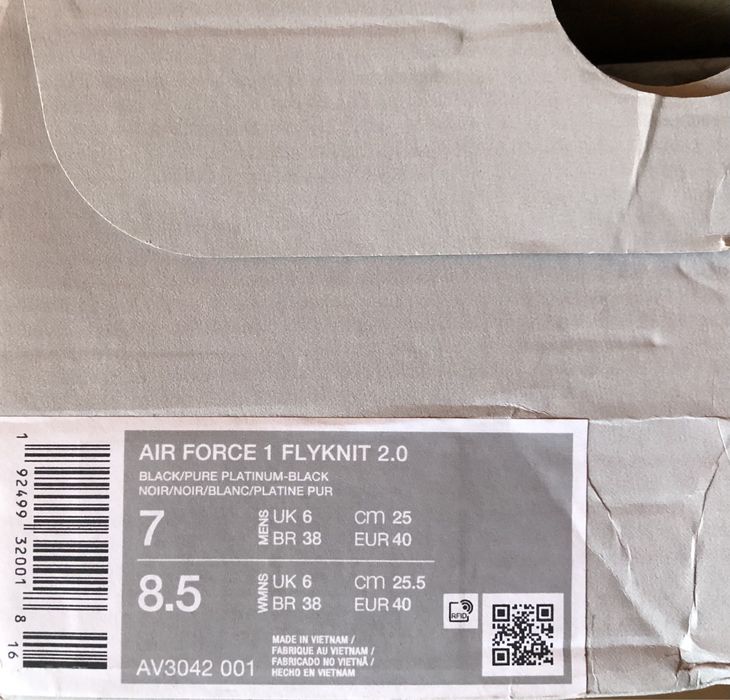 AIR FORCE 1 FLYKNIT 2.0
BLACK/PURE PLATINUM-BLACK
NOIR/NOIR/BLANC/PLATINE PUR
7 MENS UK 6 cm 25
BR 38 EUR 40
8.5 WMNS UK 6 cm 25.5
BR 38 EUR 40
RFID
MADE IN VIETNAM /
FABRIQUE AU VIETNAM /
FABRICADO NO VIETNÃ /
HECHO EN VIETNAM
AV3042 001
1 92499 32001 8 16